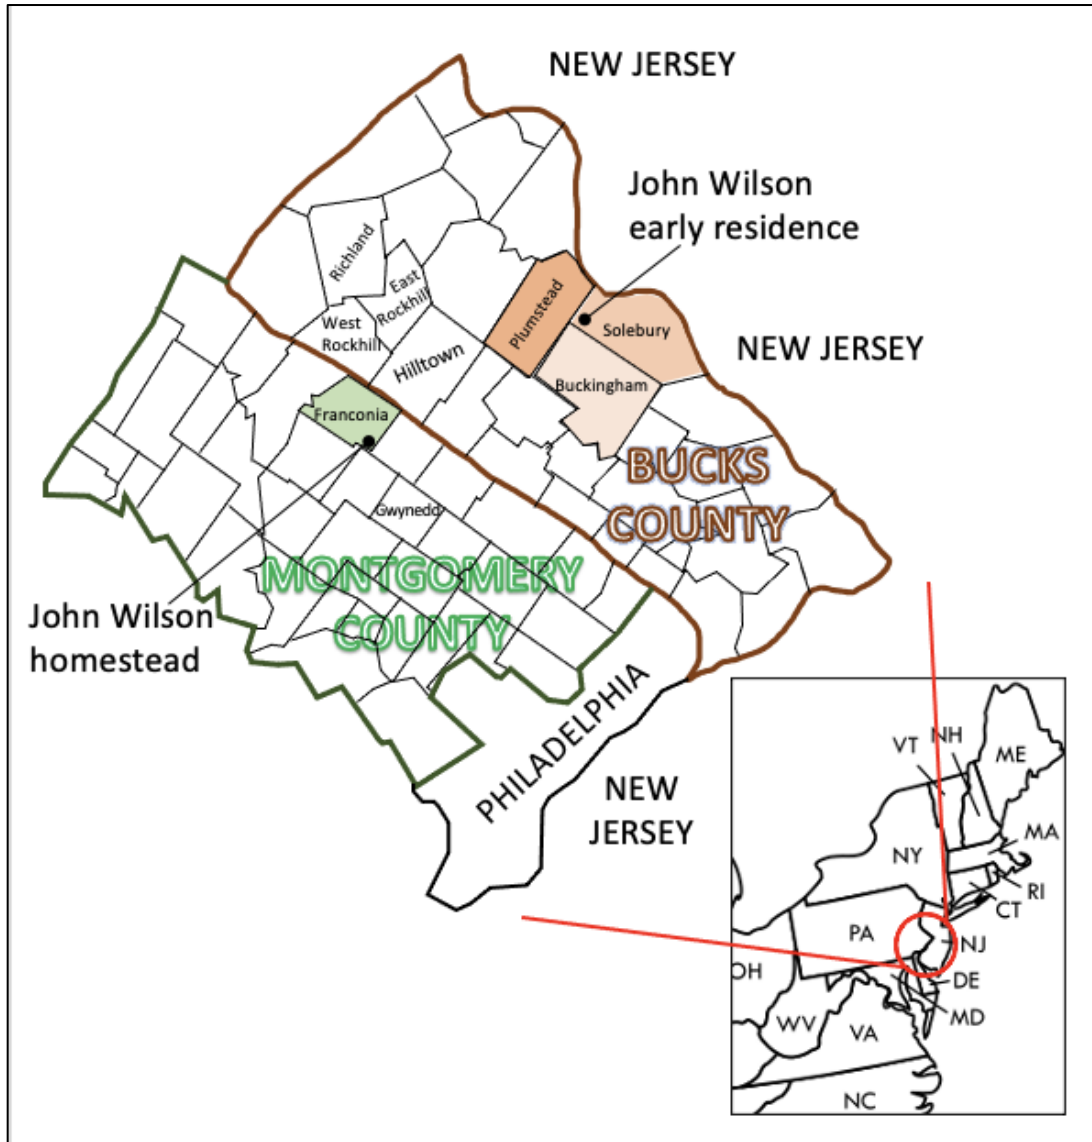 NEW JERSEY
John Wilson
early residence
Richland
East
Rockhill
West
Rockhill
Hilltown
Plumstead
Solebury
NEW JERSEY
Buckingham
Franconia
BUCKS
COUNTY
Gwynedd
MONTGOMERY
COUNTY
John Wilson
homestead
PHILADELPHIA
NEW
JERSEY
VT
NH
ME
MA
NY
RI
CT
PA
NJ
OH
DE
MD
WV
VA
NC